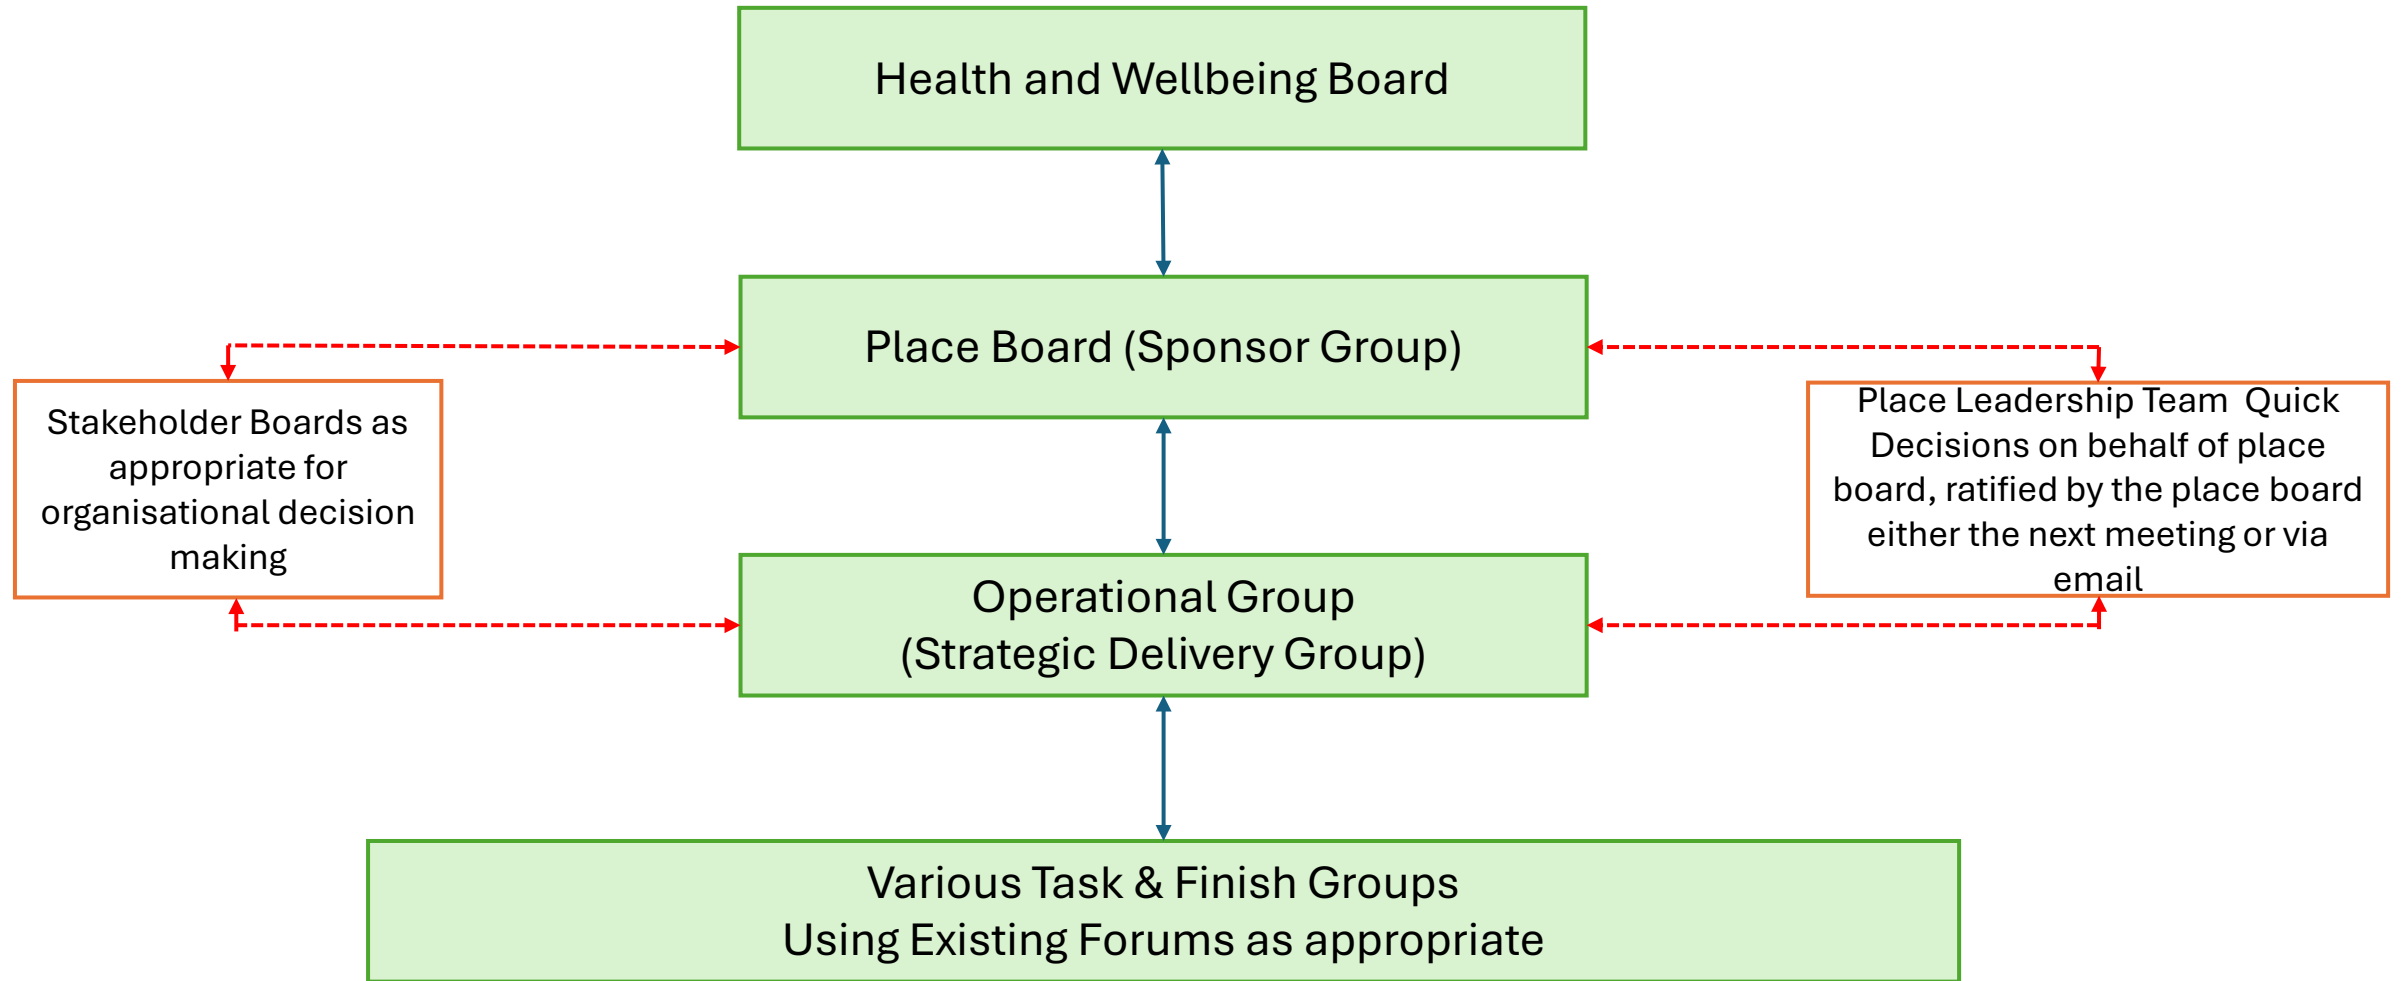 Health and Wellbeing Board
Place Board (Sponsor Group)
Stakeholder Boards as
appropriate for
organisational decision
making
Place Leadership Team  Quick
Decisions on behalf of place
board, ratified by the place board
either the next meeting or via
email
Operational Group
(Strategic Delivery Group)
Various Task & Finish Groups
Using Existing Forums as appropriate